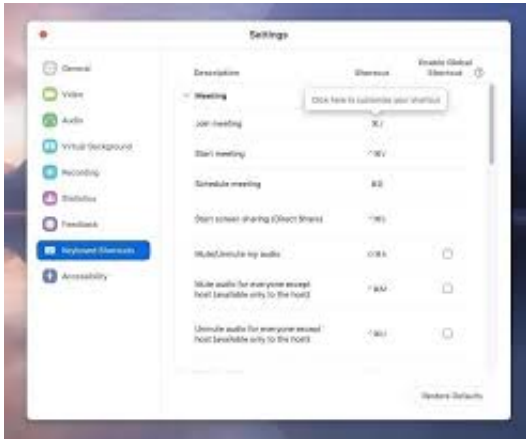 Settings
General
Video
Audio
Virtual Background
Recording
Statistics
Feedback
Keyboard Shortcuts
Accessibility
Description
Shortcut
Enable Global
Shortcut
Meeting
Click here to customize your shortcut
Join meeting
⌘J
Start meeting
^⌘V
Schedule meeting
Start screen sharing (Direct Share)
^⌘S
Mute/Unmute my audio
⇧⌘A
Mute audio for everyone except
host (available only to the host)
^⌘M
Unmute audio for everyone except
host (available only to the host)
^⌘U
Restore Defaults